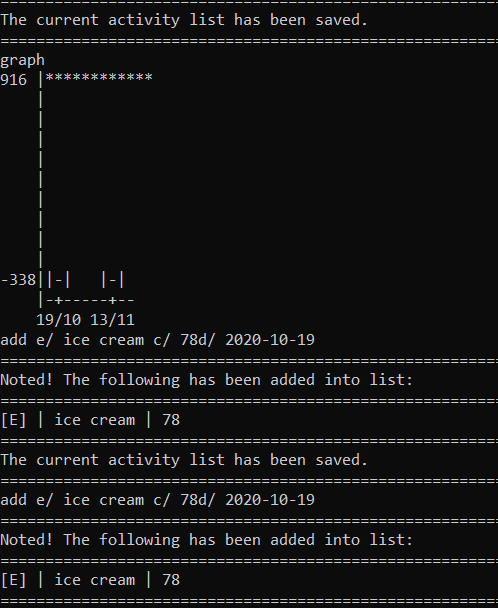 =======================================================
The current activity list has been saved.
=======================================================
graph
916 |************
    |
    |
    |
    |
    |
    |
    |
    |
    |
-338||-|   |-|
    |-+-----+--
    19/10 13/11
add e/ ice cream c/ 78d/ 2020-10-19
=======================================================
Noted! The following has been added into list:
=======================================================
[E] | ice cream | 78
=======================================================
The current activity list has been saved.
=======================================================
add e/ ice cream c/ 78d/ 2020-10-19
=======================================================
Noted! The following has been added into list:
=======================================================
[E] | ice cream | 78
=======================================================